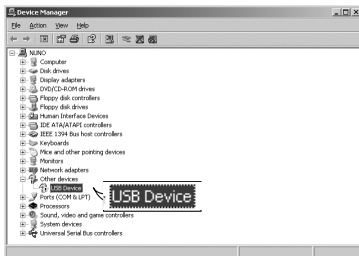 Device Manager
File Action View Help
NUNO
Computer
Disk drives
Display adapters
DVD/CD-ROM drives
Floppy disk controllers
Floppy disk drives
Human Interface Devices
IDE ATA/ATAPI controllers
IEEE 1394 Bus host controllers
Keyboards
Mice and other pointing devices
Monitors
Network adapters
Other devices
USB Device
USB Device
Ports (COM & LPT)
Processors
Sound, video and game controllers
System devices
Universal Serial Bus controllers